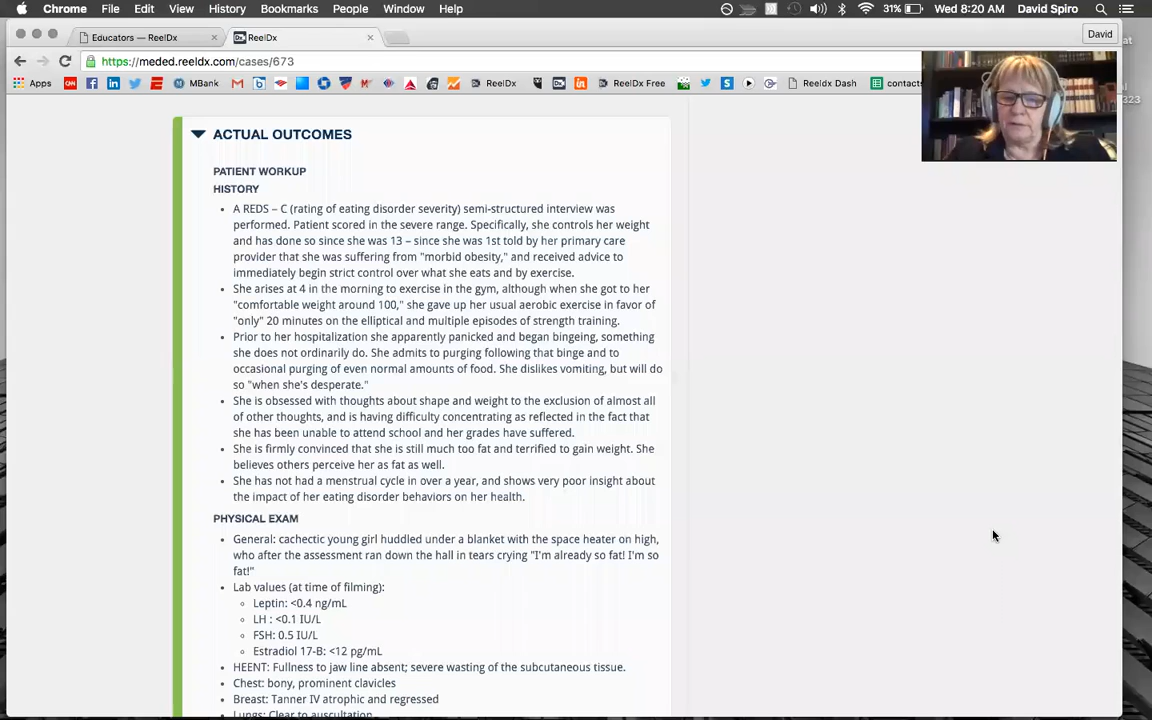 Chrome File Edit View History Bookmarks People Window Help 31% Wed 8:20 AM David Spiro
Educators — ReelDx
ReelDx
David
https://meded.reeldx.com/cases/673
Apps MBank ReelDx ReelDx Free Reeldx Dash contacts
ACTUAL OUTCOMES
PATIENT WORKUP
HISTORY
• A REDS – C (rating of eating disorder severity) semi-structured interview was
performed. Patient scored in the severe range. Specifically, she controls her weight
and has done so since she was 13 – since she was 1st told by her primary care
provider that she was suffering from "morbid obesity," and received advice to
immediately begin strict control over what she eats and by exercise.
• She arises at 4 in the morning to exercise in the gym, although when she got to her
"comfortable weight around 100," she gave up her usual aerobic exercise in favor of
"only" 20 minutes on the elliptical and multiple episodes of strength training.
• Prior to her hospitalization she apparently panicked and began bingeing, something
she does not ordinarily do. She admits to purging following that binge and to
occasional purging of even normal amounts of food. She dislikes vomiting, but will do
so "when she's desperate."
• She is obsessed with thoughts about shape and weight to the exclusion of almost all
of other thoughts, and is having difficulty concentrating as reflected in the fact that
she has been unable to attend school and her grades have suffered.
• She is firmly convinced that she is still much too fat and terrified to gain weight. She
believes others perceive her as fat as well.
• She has not had a menstrual cycle in over a year, and shows very poor insight about
the impact of her eating disorder behaviors on her health.
PHYSICAL EXAM
• General: cachectic young girl huddled under a blanket with the space heater on high,
who after the assessment ran down the hall in tears crying "I'm already so fat! I'm so
fat!"
• Lab values (at time of filming):
Leptin: <0.4 ng/mL
LH : <0.1 IU/L
FSH: 0.5 IU/L
Estradiol 17-B: <12 pg/mL
• HEENT: Fullness to jaw line absent; severe wasting of the subcutaneous tissue.
• Chest: bony, prominent clavicles
• Breast: Tanner IV atrophic and regressed
• Lungs: Clear to auscultation